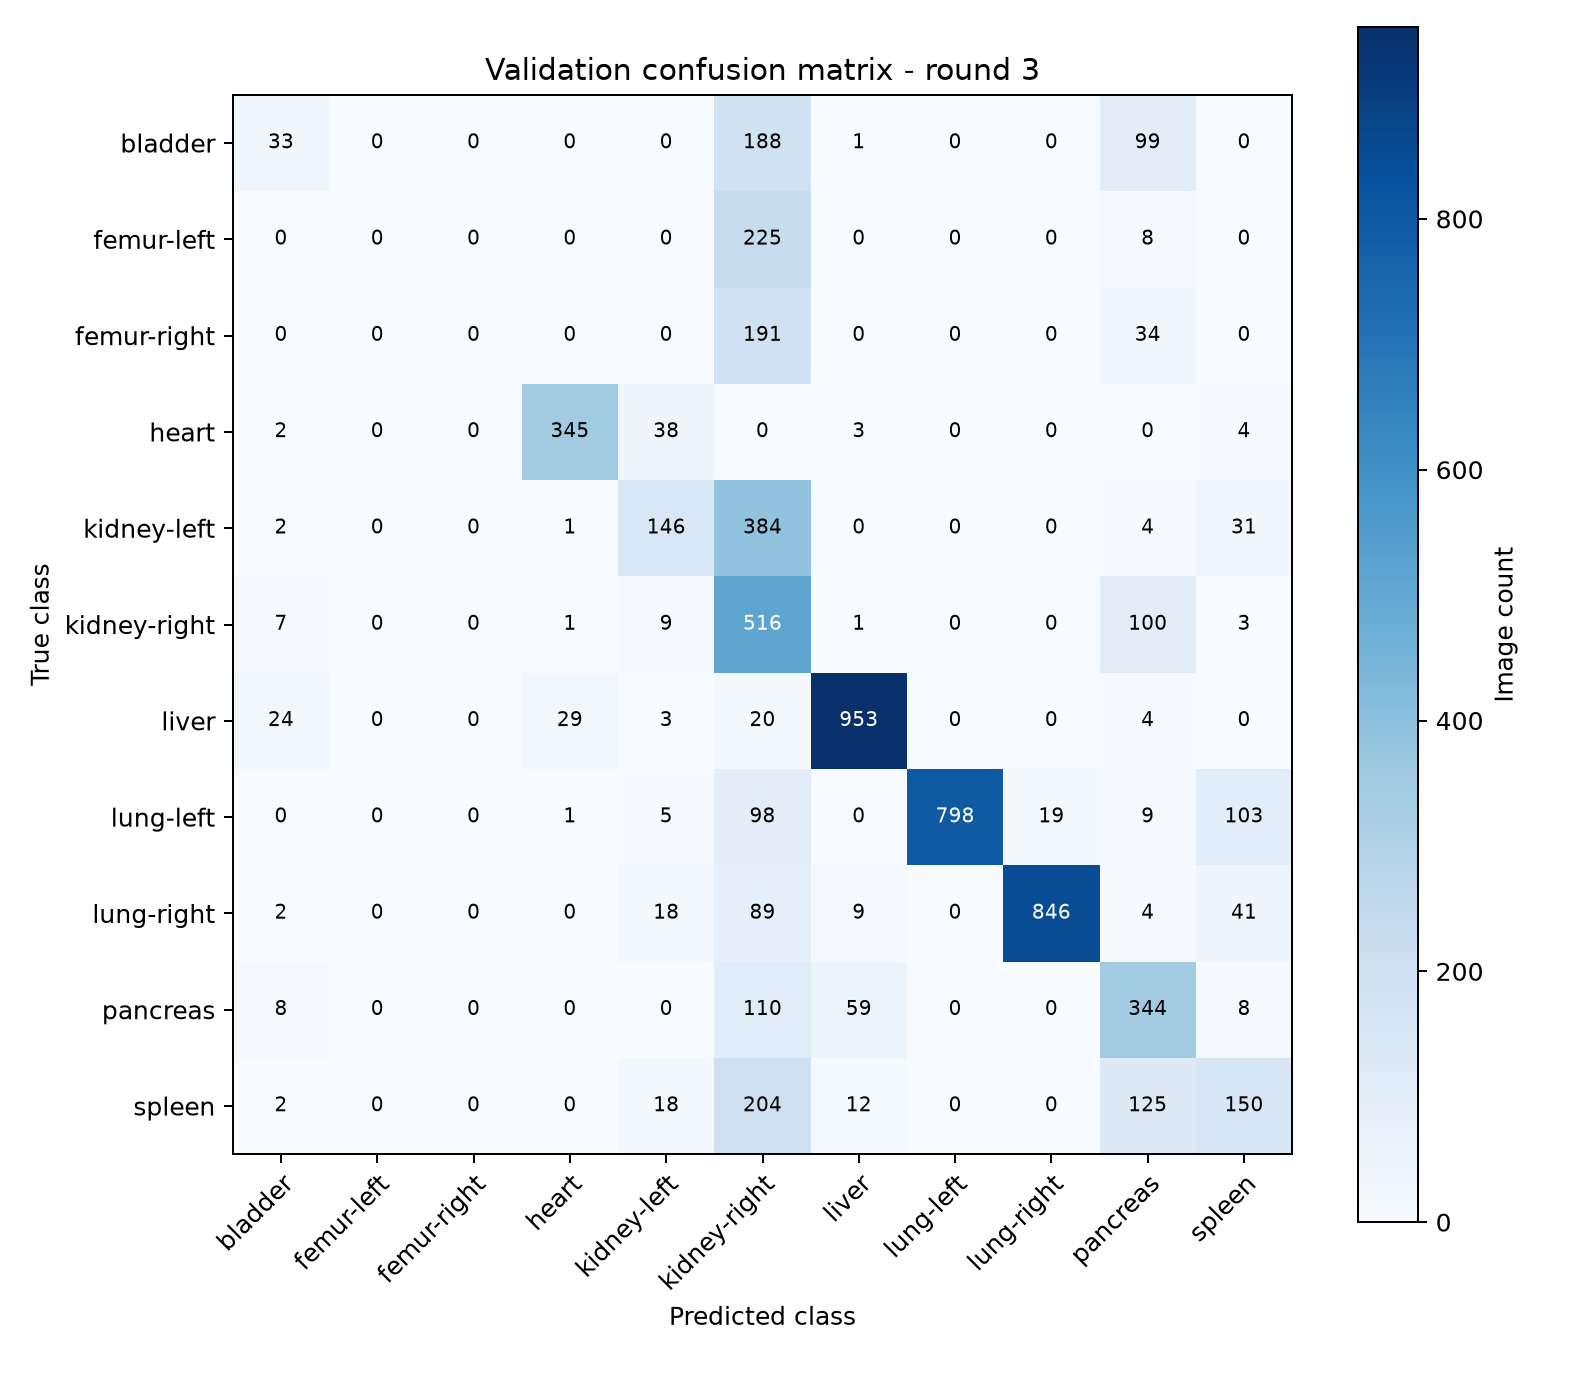 Validation confusion matrix - round 3
bladder 33 0 0 0 0 188 1 0 0 99 0
femur-left 0 0 0 0 0 225 0 0 0 8 0
femur-right 0 0 0 0 0 191 0 0 0 34 0
heart 2 0 0 345 38 0 3 0 0 0 4
kidney-left 2 0 0 1 146 384 0 0 0 4 31
kidney-right 7 0 0 1 9 516 1 0 0 100 3
liver 24 0 0 29 3 20 953 0 0 4 0
lung-left 0 0 0 1 5 98 0 798 19 9 103
lung-right 2 0 0 0 18 89 9 0 846 4 41
pancreas 8 0 0 0 0 110 59 0 0 344 8
spleen 2 0 0 0 18 204 12 0 0 125 150
True class
bladder femur-left femur-right heart kidney-left kidney-right liver lung-left lung-right pancreas spleen
Predicted class
800
600
400
200
0
Image count